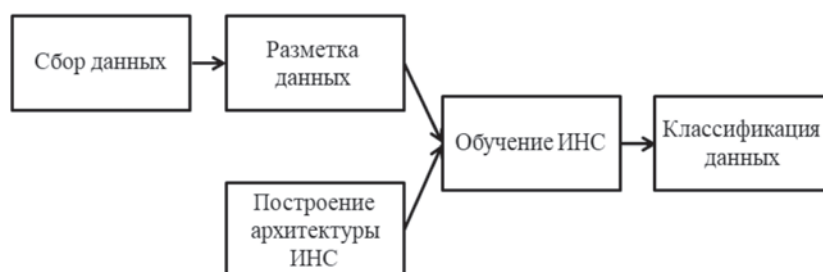 Сбор данных
Разметка
данных
Построение
архитектуры
ИНС
Обучение ИНС
Классификация
данных